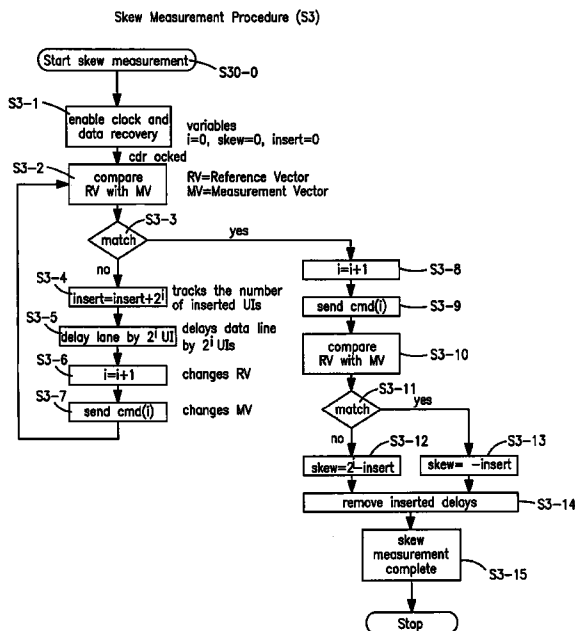 Skew Measurement Procedure (S3)
Start skew measurement
S30-0
S3-1
enable clock and
data recovery
variables
i=0, skew=0, insert=0
cdr ocked
S3-2
compare
RV with MV
RV=Reference Vector
MV=Measurement Vector
S3-3
match
yes
no
S3-4
insert=insert+2^i
tracks the number
of inserted UIs
S3-5
delay lane by 2^i UI
delays data line
by 2^i UIs
S3-6
i=i+1
changes RV
S3-7
send cmd(i)
changes MV
i=i+1
S3-8
send cmd(i)
S3-9
compare
RV with MV
S3-10
S3-11
match
yes
no
S3-12
skew=2^i-insert
S3-13
skew= -insert
remove inserted delays
S3-14
skew
measurement
complete
S3-15
Stop